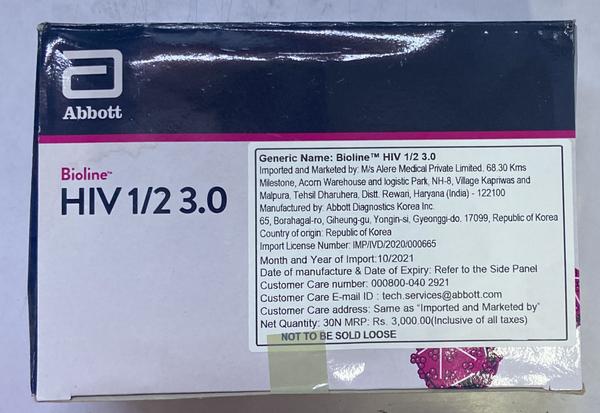 Abbott
Bioline™
HIV 1/2 3.0
Generic Name: Bioline™ HIV 1/2 3.0
Imported and Marketed by: M/s Alere Medical Private Limited. 68.30 Kms
Milestone, Acorn Warehouse and logistic Park, NH-8, Village Kapriwas and
Malpura, Tehsil Dharuhera, Distt. Rewari, Haryana (India) - 122100
Manufactured by: Abbott Diagnostics Korea Inc.
65, Borahagal-ro, Giheung-gu, Yongin-si, Gyeonggi-do. 17099, Republic of Korea
Country of origin: Republic of Korea
Import License Number: IMP/IVD/2020/000665
Month and Year of Import:10/2021
Date of manufacture & Date of Expiry: Refer to the Side Panel
Customer Care number: 000800-040 2921
Customer Care E-mail ID : tech.services@abbott.com
Customer Care address: Same as "Imported and Marketed by"
Net Quantity: 30N MRP: Rs. 3,000.00(Inclusive of all taxes)
NOT TO BE SOLD LOOSE